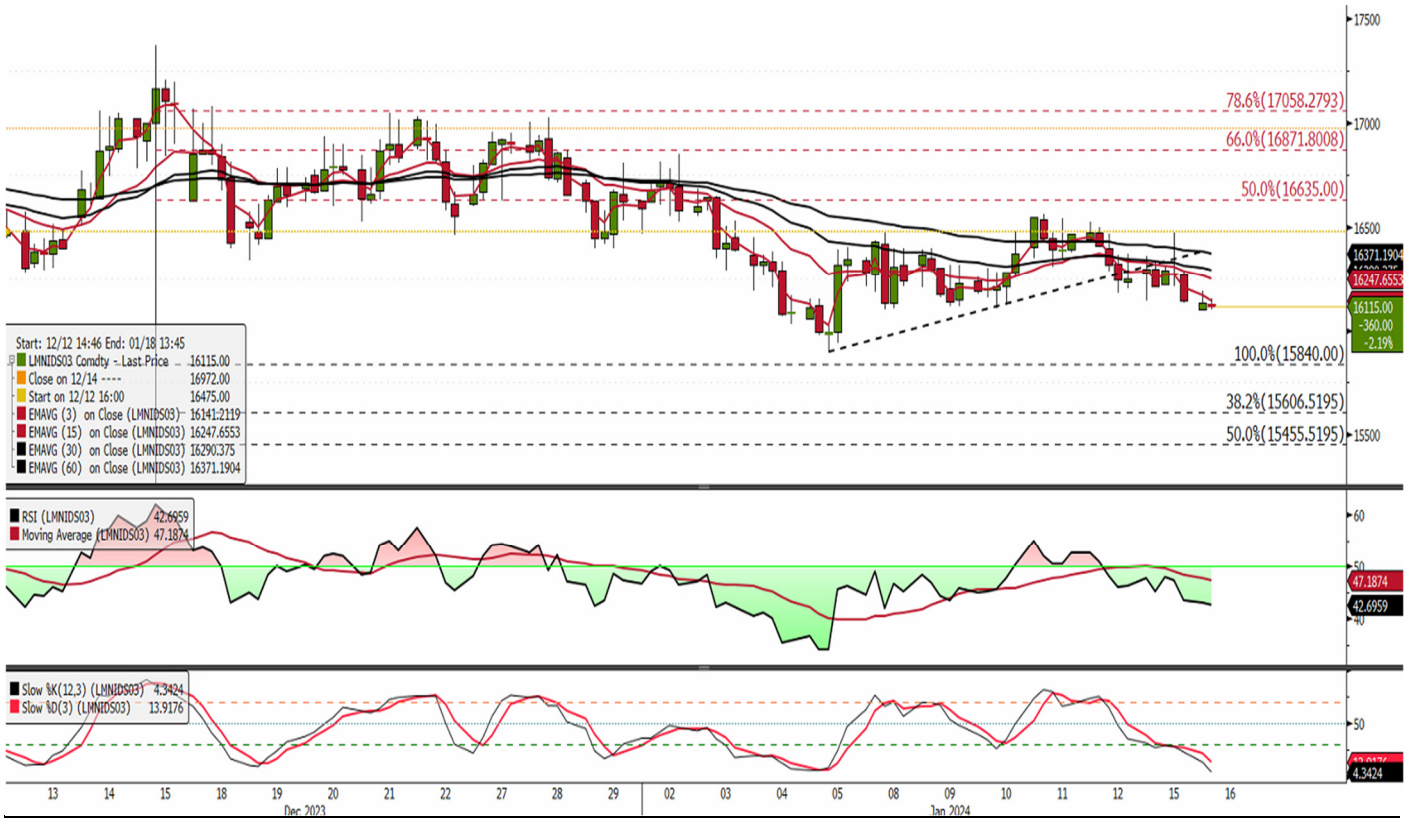 17500
78.6%(17058.2793)
17000
66.0%(16871.8008)
50.0%(16635.00)
16500
16371.1904
16247.6553
16115.00
-360.00
-2.19%
100.0%(15840.00)
38.2%(15606.5195)
50.0%(15455.5195)
15500
Start: 12/12 14:46 End: 01/18 13:45
LMNIDS03 Comdty - Last Price 16115.00
Close on 12/14 ---- 16972.00
Start on 12/12 16:00 16475.00
EMAVG (3) on Close (LMNIDS03) 16141.2119
EMAVG (15) on Close (LMNIDS03) 16247.6553
EMAVG (30) on Close (LMNIDS03) 16290.375
EMAVG (60) on Close (LMNIDS03) 16371.1904
RSI (LMNIDS03) 42.6959
Moving Average (LMNIDS03) 47.1874
60
50
47.1874
42.6959
40
Slow %K(12,3) (LMNIDS03) 4.3424
Slow %D(3) (LMNIDS03) 13.9176
50
4.3424
13 14 15 18 19 20 21 22 27 28 29 02 03 04 05 08 09 10 11 12 15 16
Dec 2023 Jan 2024